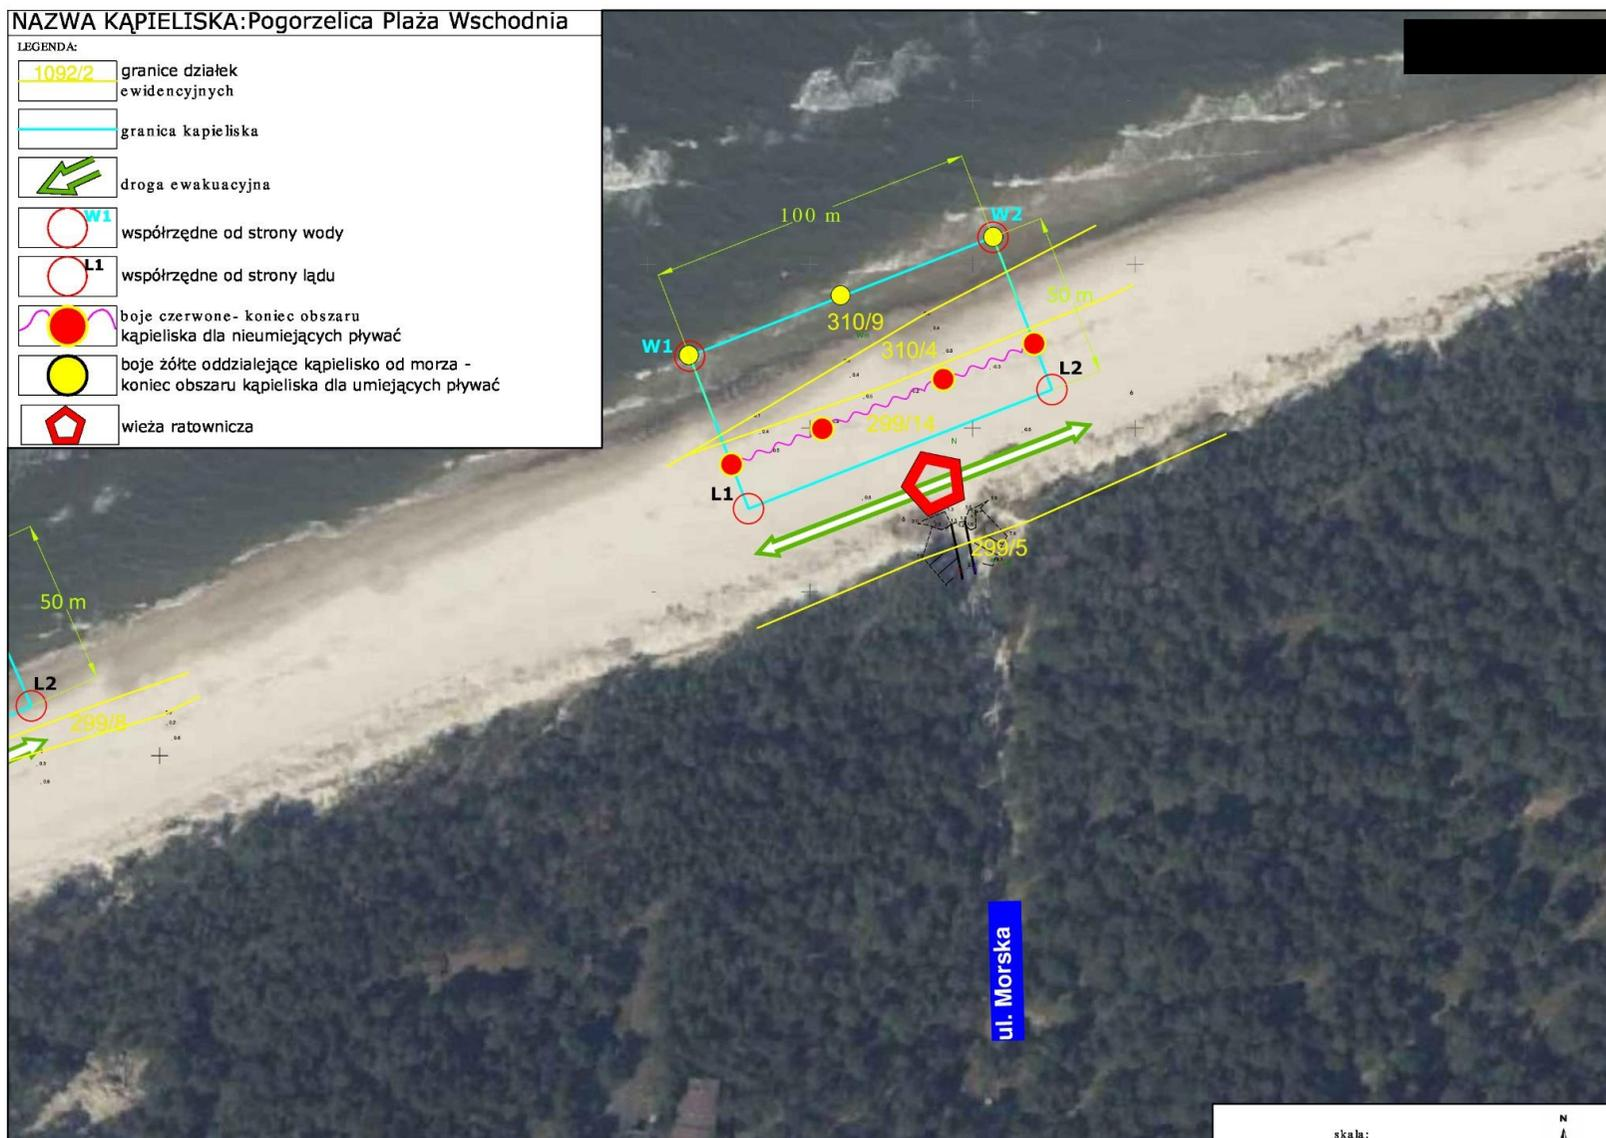 NAZWA KĄPIELISKA:Pogorzelica Plaża Wschodnia
LEGENDA:
1092/2
granice działek
ewidencyjnych
granica kapieliska
droga ewakuacyjna
W1
współrzędne od strony wody
L1
współrzędne od strony lądu
boje czerwone- koniec obszaru
kąpieliska dla nieumiejących pływać
boje żółte oddzialejące kąpielisko od morza -
koniec obszaru kąpieliska dla umiejących pływać
wieża ratownicza
100 m
W2
50 m
310/9
W1
310/4
L2
299/14
N
L1
299/5
50 m
L2
299/8
ul. Morska
N
skala: